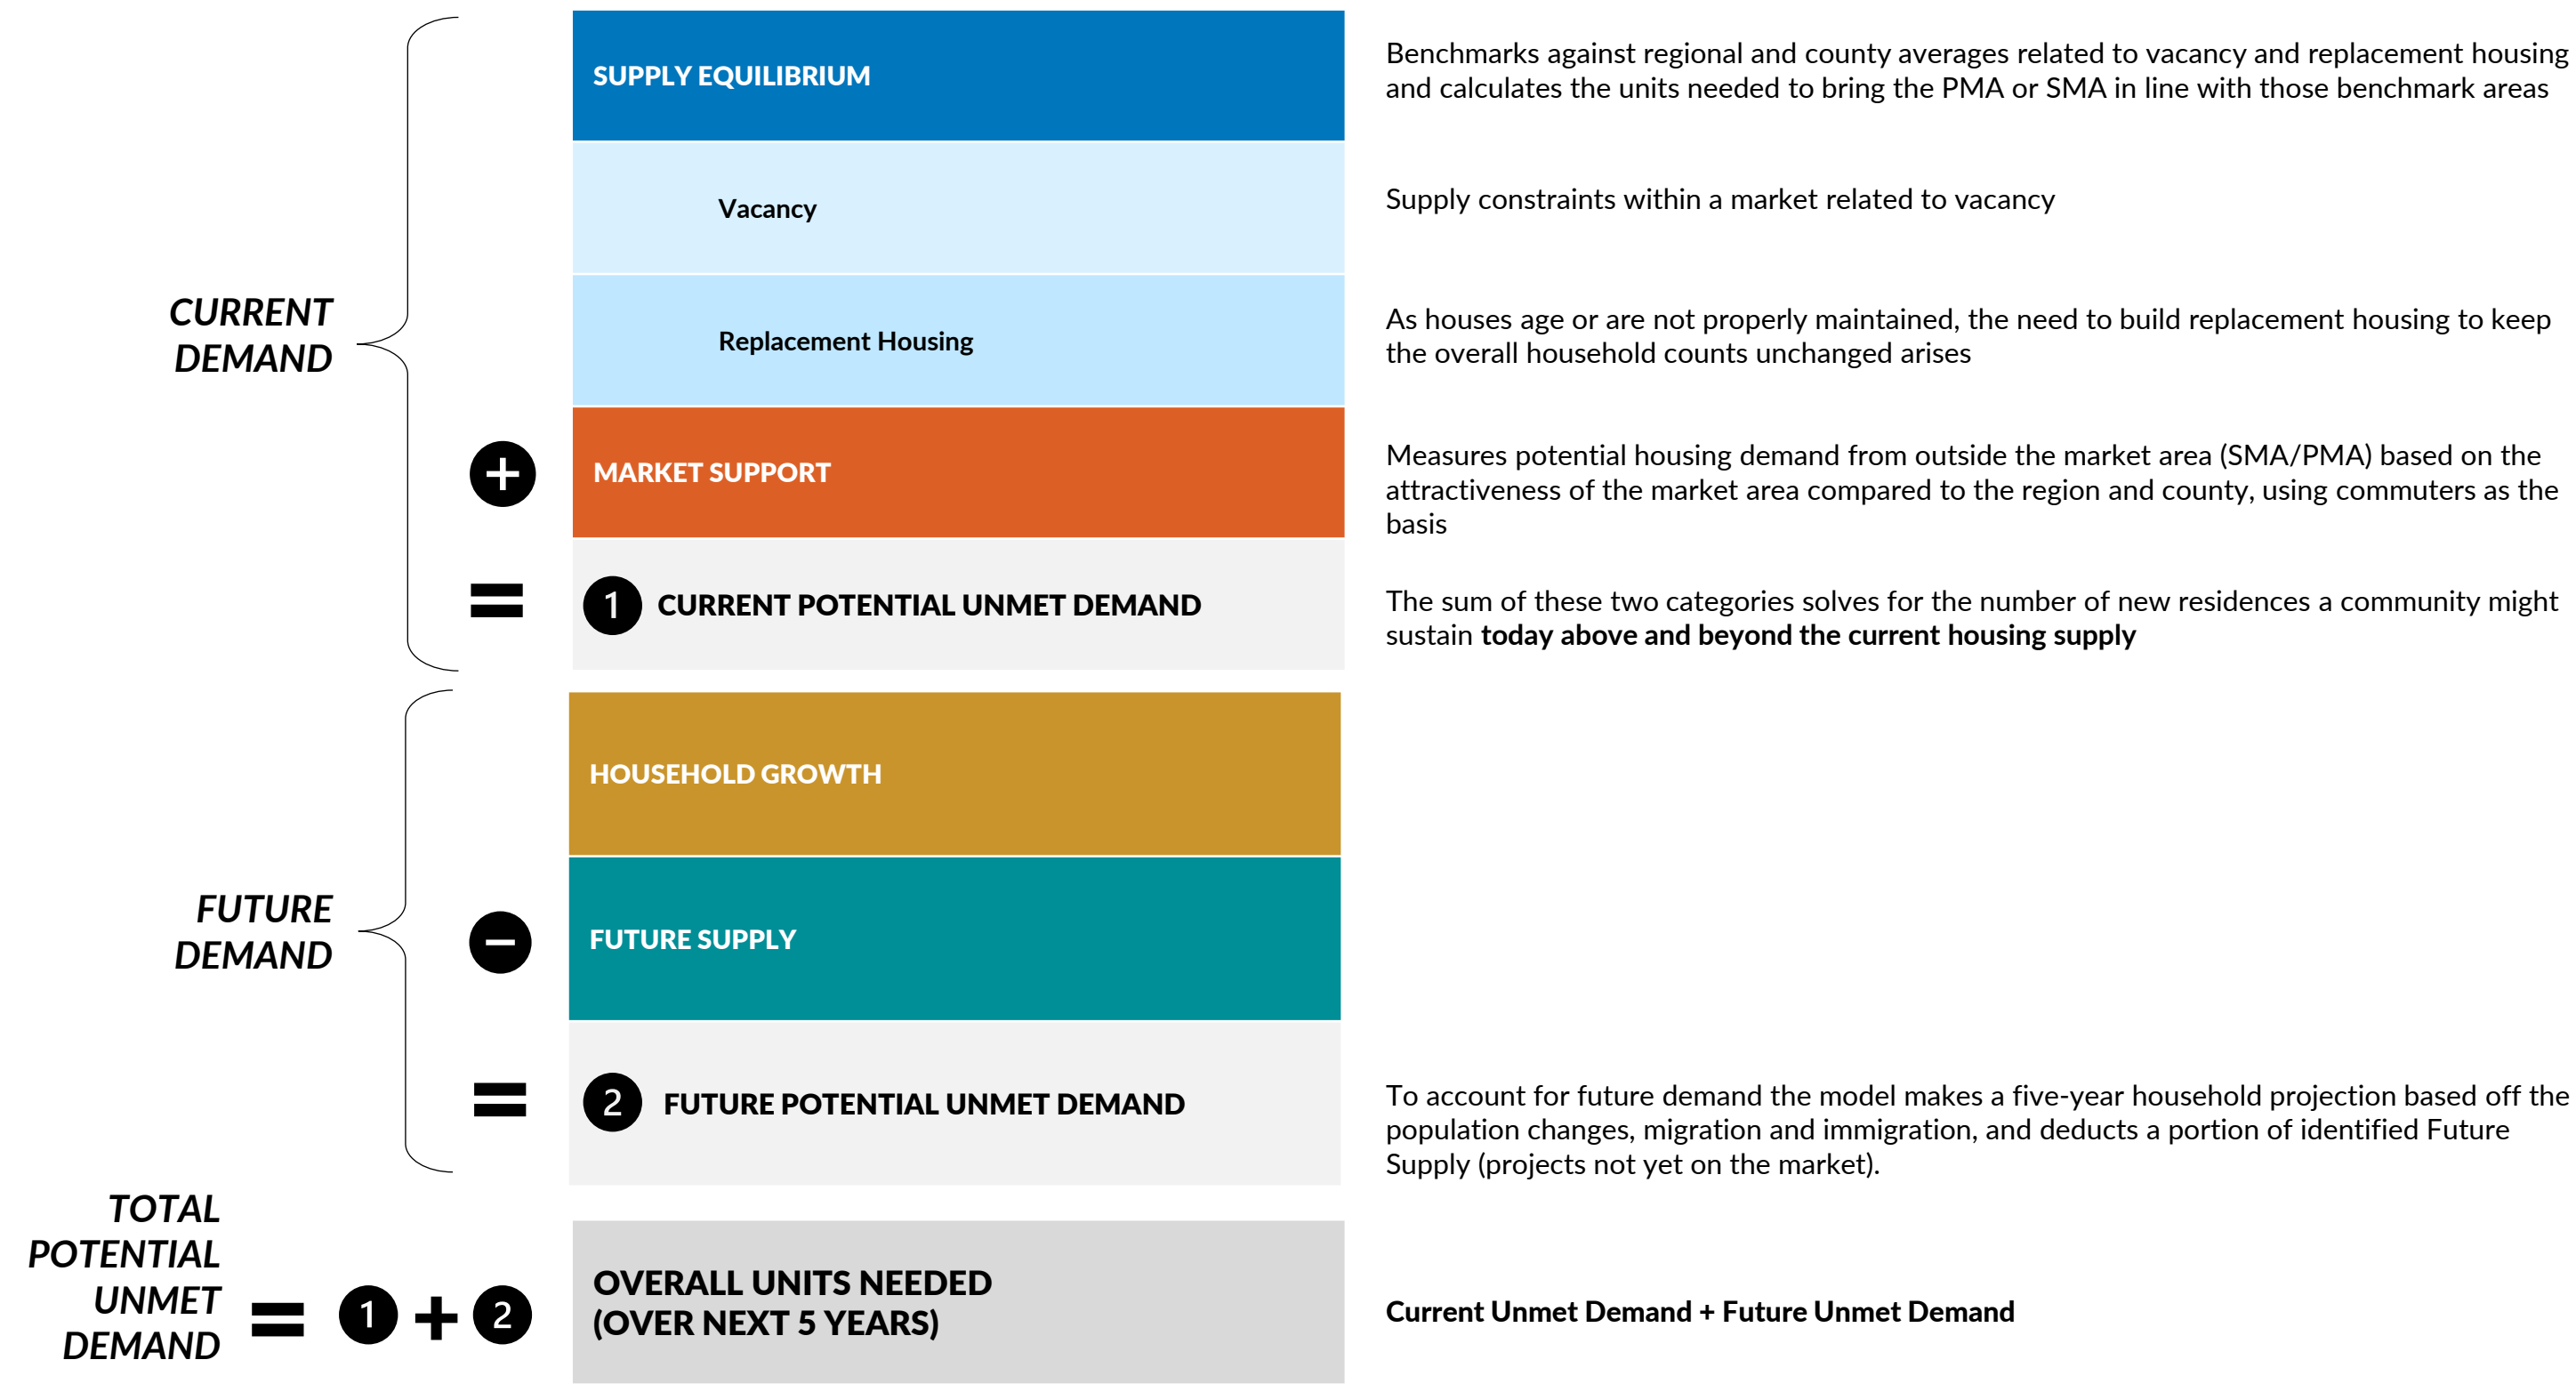 CURRENT
DEMAND
SUPPLY EQUILIBRIUM
Benchmarks against regional and county averages related to vacancy and replacement housing
and calculates the units needed to bring the PMA or SMA in line with those benchmark areas
Vacancy
Supply constraints within a market related to vacancy
Replacement Housing
As houses age or are not properly maintained, the need to build replacement housing to keep
the overall household counts unchanged arises
+
MARKET SUPPORT
Measures potential housing demand from outside the market area (SMA/PMA) based on the
attractiveness of the market area compared to the region and county, using commuters as the
basis
=
1 CURRENT POTENTIAL UNMET DEMAND
The sum of these two categories solves for the number of new residences a community might
sustain today above and beyond the current housing supply
FUTURE
DEMAND
HOUSEHOLD GROWTH
−
FUTURE SUPPLY
=
2 FUTURE POTENTIAL UNMET DEMAND
To account for future demand the model makes a five-year household projection based off the
population changes, migration and immigration, and deducts a portion of identified Future
Supply (projects not yet on the market).
TOTAL
POTENTIAL
UNMET
DEMAND
= 1 + 2
OVERALL UNITS NEEDED
(OVER NEXT 5 YEARS)
Current Unmet Demand + Future Unmet Demand